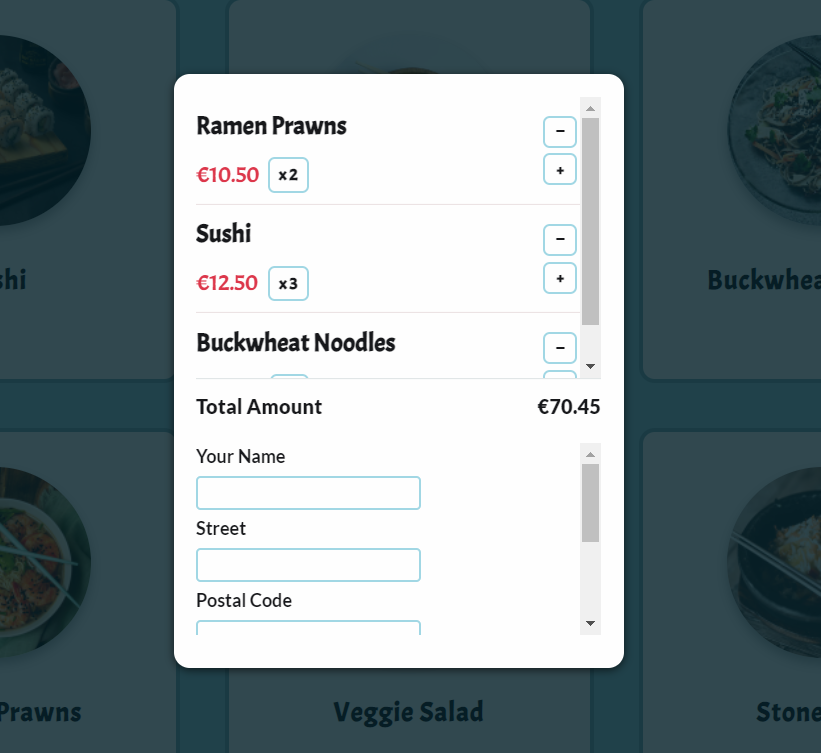 Ramen Prawns
−
€10.50 x2
+
Sushi
−
€12.50 x3
+
Buckwheat Noodles
−
Total Amount €70.45
Your Name
Street
Postal Code
shi
Buckwhea
Prawns
Veggie Salad
Stone